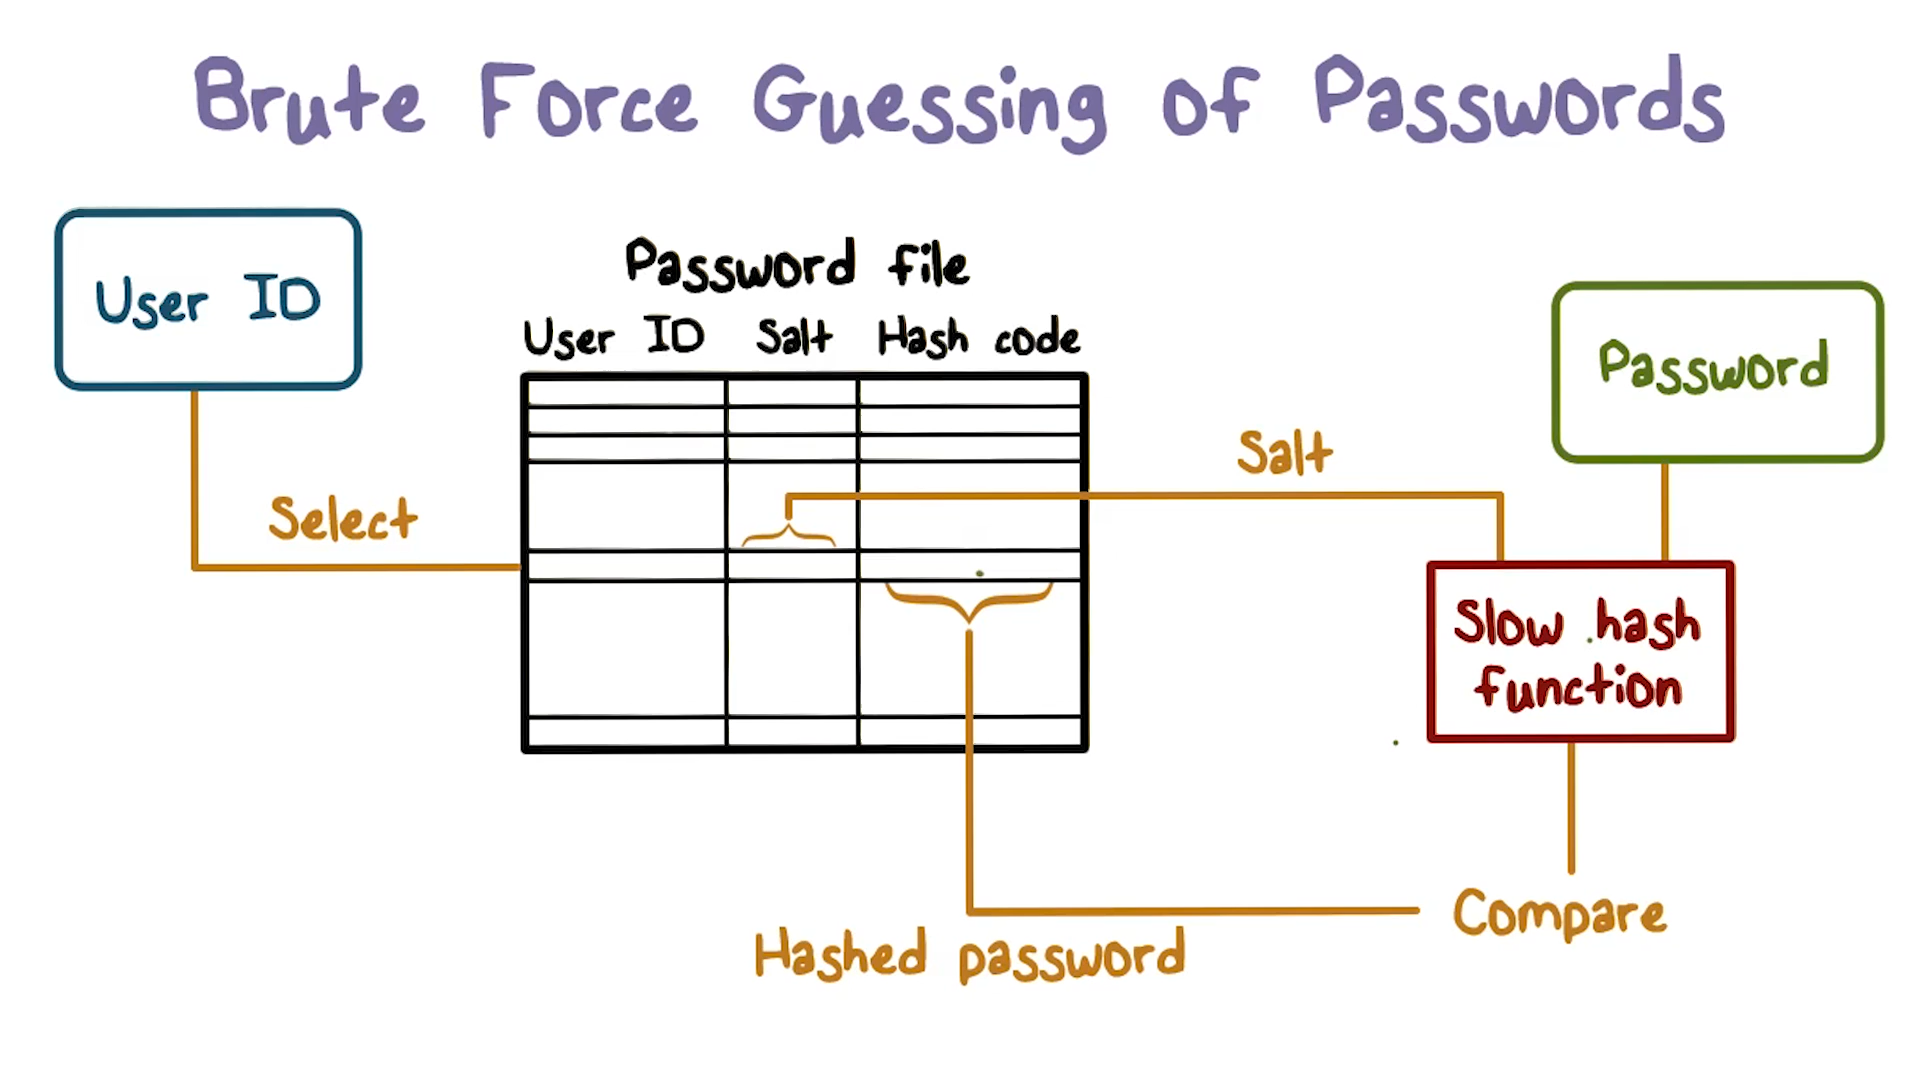 Brute Force Guessing of Passwords
User ID
Password file
User ID Salt Hash code
Password
Salt
Select
Slow hash
function
Compare
Hashed password